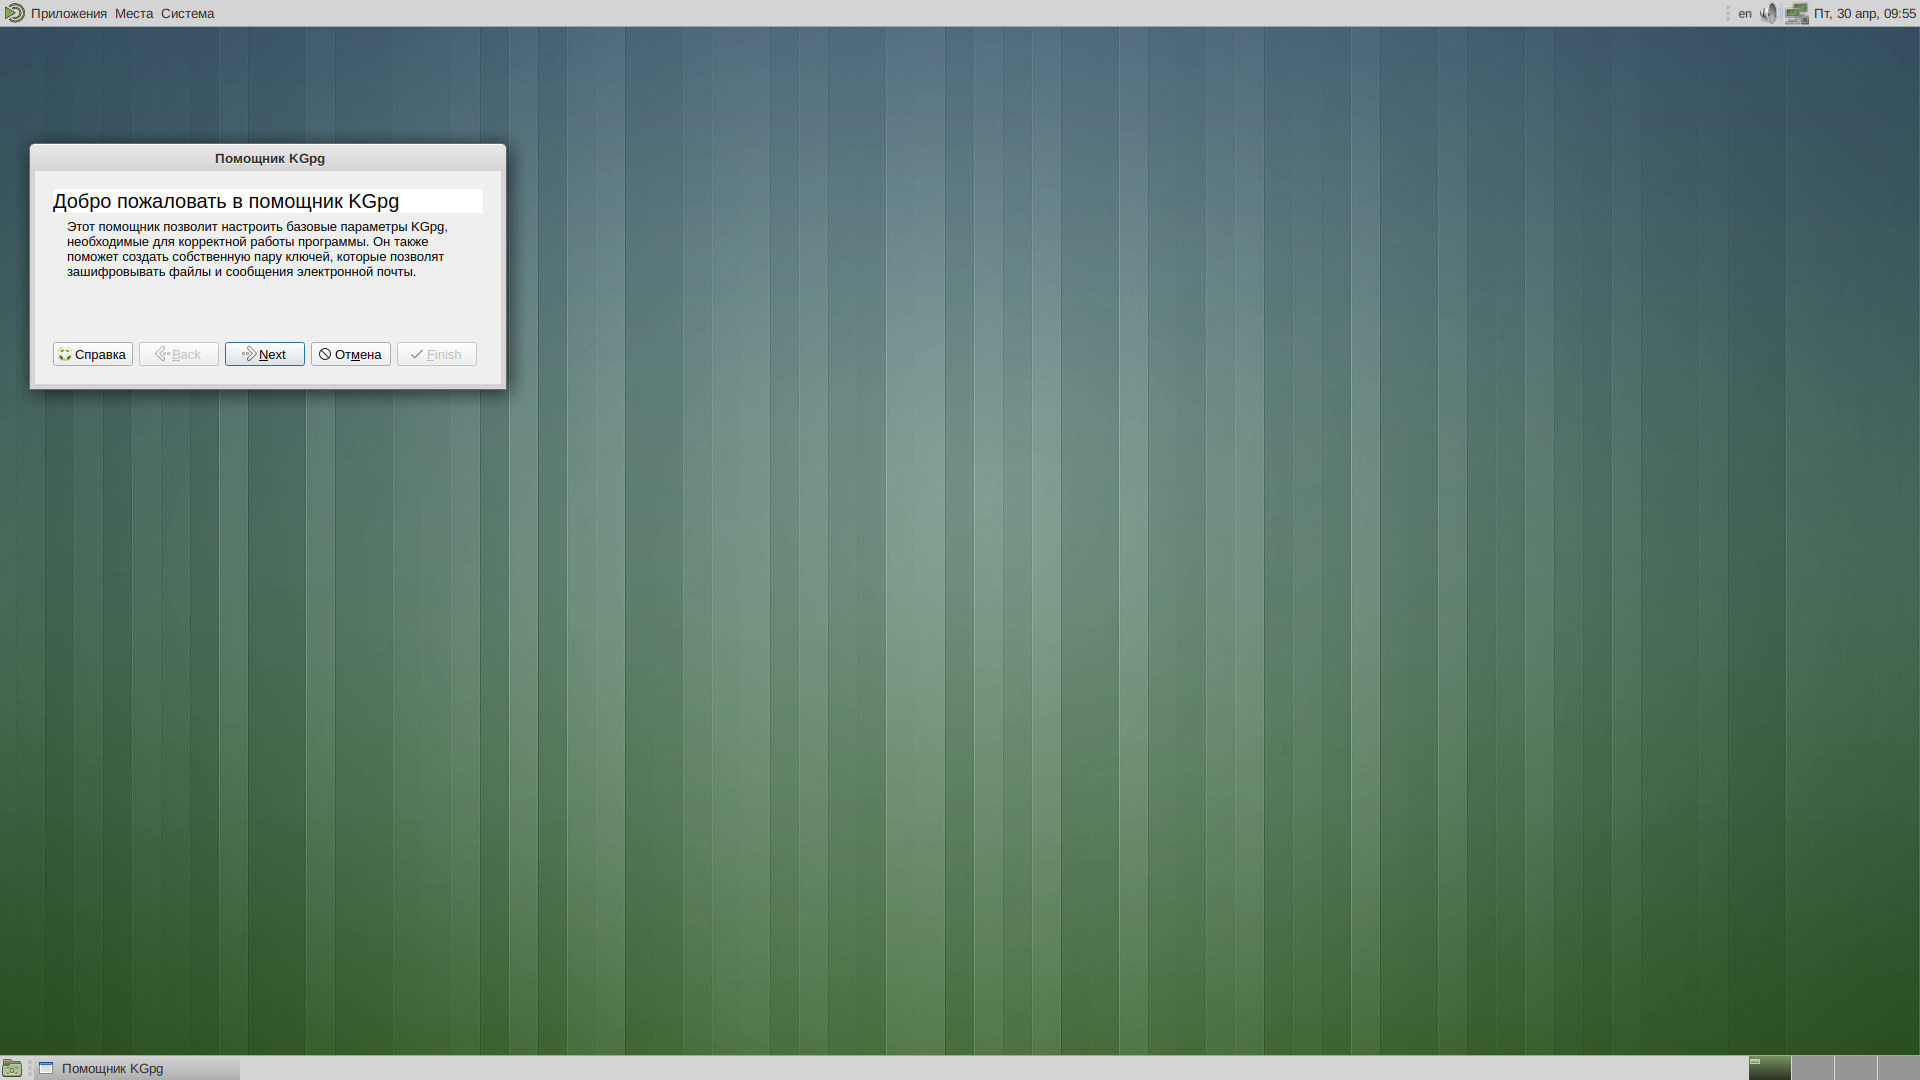 Приложения Места Система
en Пт, 30 апр, 09:55
Помощник KGpg
Добро пожаловать в помощник KGpg
Этот помощник позволит настроить базовые параметры KGpg,
необходимые для корректной работы программы. Он также
поможет создать собственную пару ключей, которые позволят
зашифровывать файлы и сообщения электронной почты.
Справка Back Next Отмена Finish
Помощник KGpg